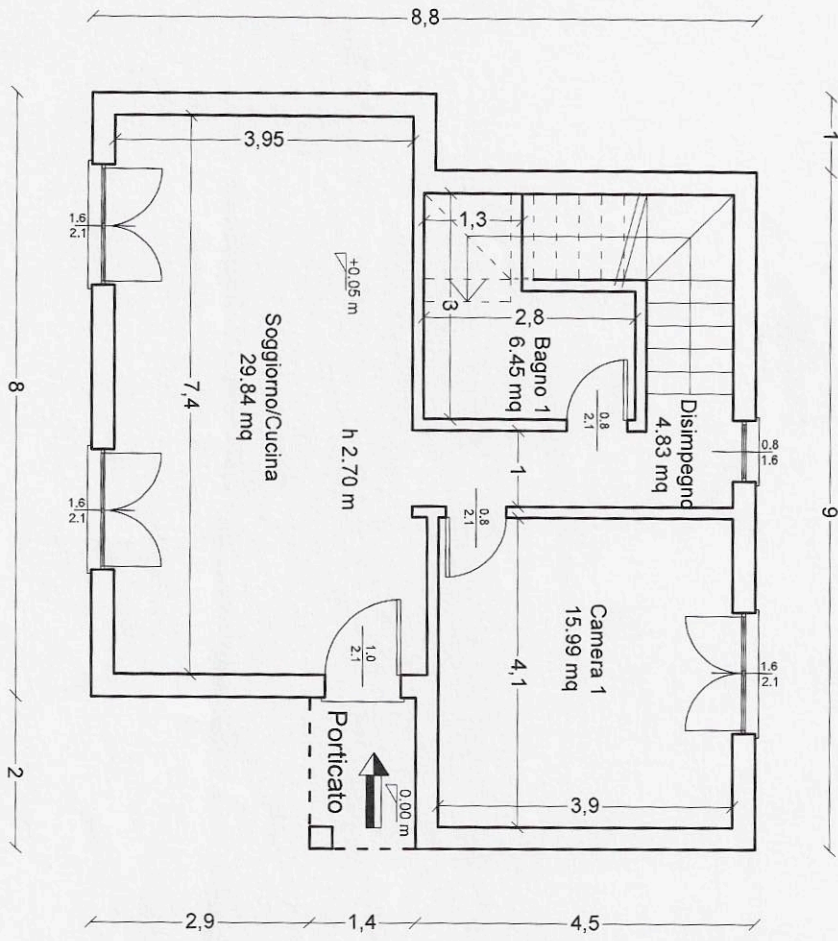 8,8
1
3,95
1.6
2.1
1,3
+0.05 m
3
2,8
Bagno 1
6.45 mq
8
7,4
Soggiorno/Cucina
29.84 mq
h 2.70 m
0.8
2.1
Disimpegno
4.83 mq
0.8
1.6
1
0.8
2.1
9
1.6
2.1
Camera 1
15.99 mq
4,1
1.6
2.1
1.0
2.1
Porticato
0.00 m
3,9
2
2,9
1,4
4,5